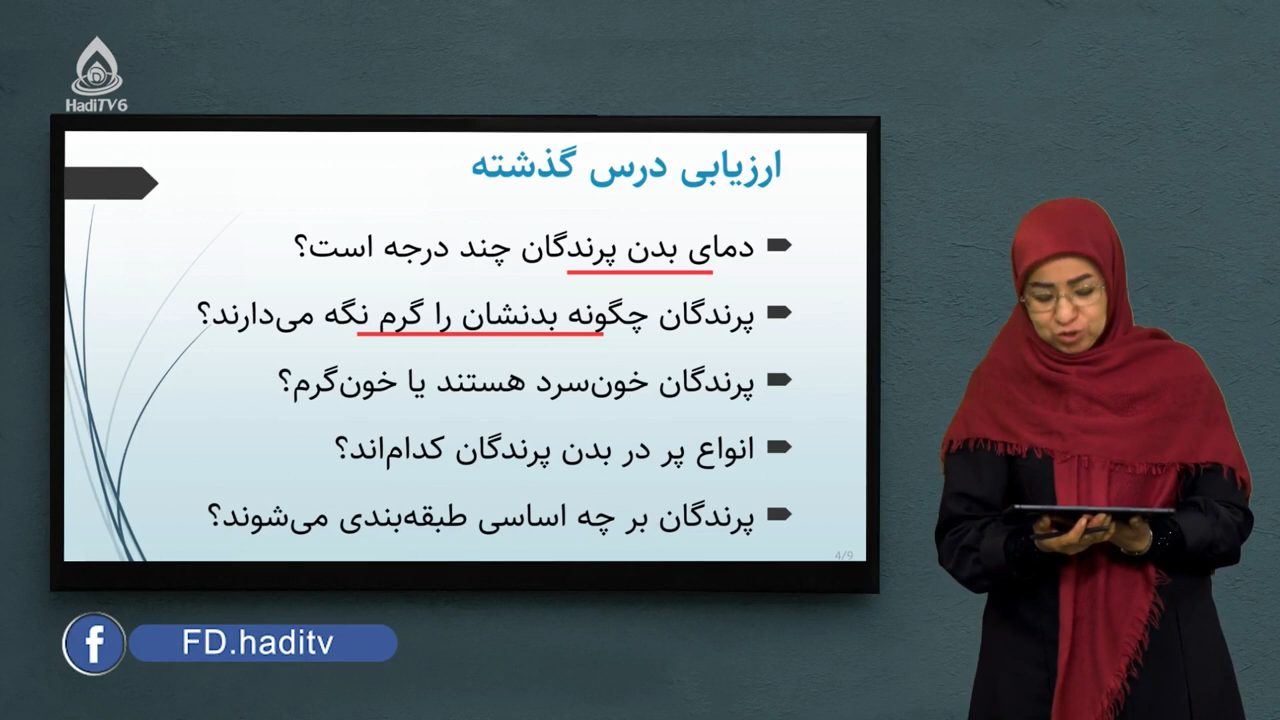 HadiTV6
ارزیابی درس گذشته
دمای بدن پرندگان چند درجه است؟
پرندگان چگونه بدنشان را گرم نگه می‌دارند؟
پرندگان خون‌سرد هستند یا خون‌گرم؟
انواع پر در بدن پرندگان کدام‌اند؟
پرندگان بر چه اساسی طبقه‌بندی می‌شوند؟
4/9
f FD.haditv